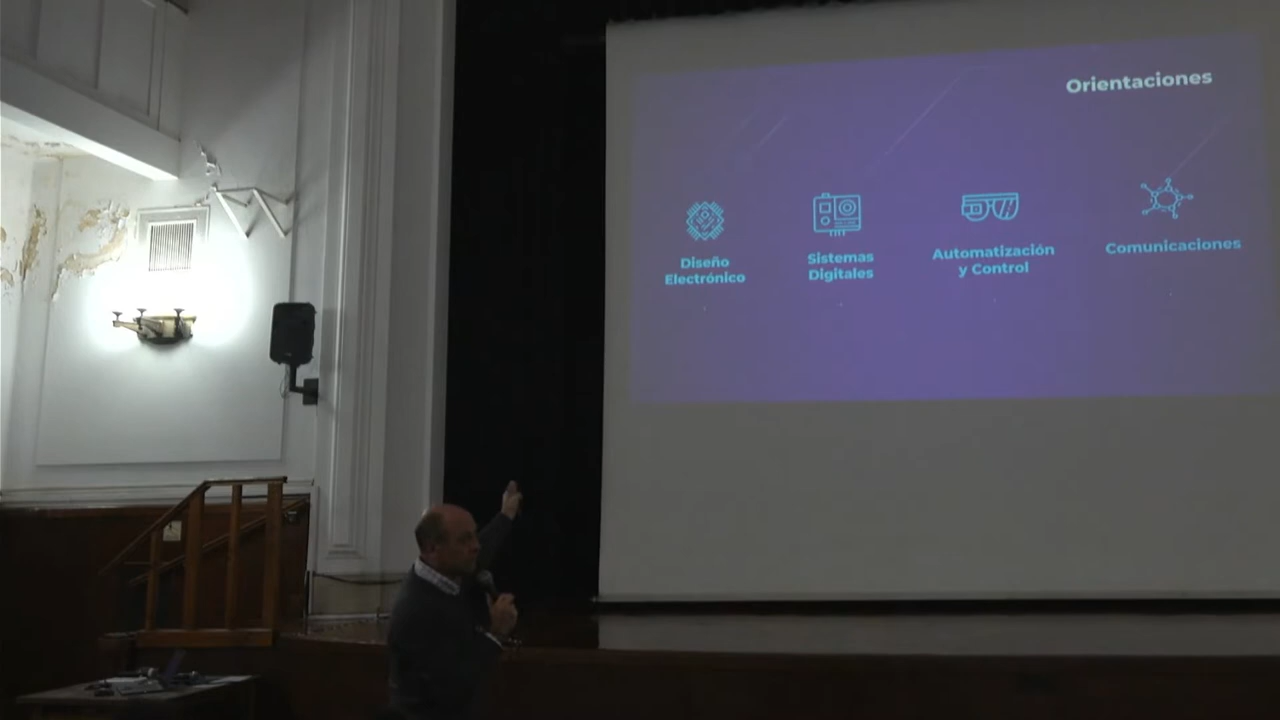 Orientaciones
Diseño
Electrónico
Sistemas
Digitales
Automatización
y Control
Comunicaciones